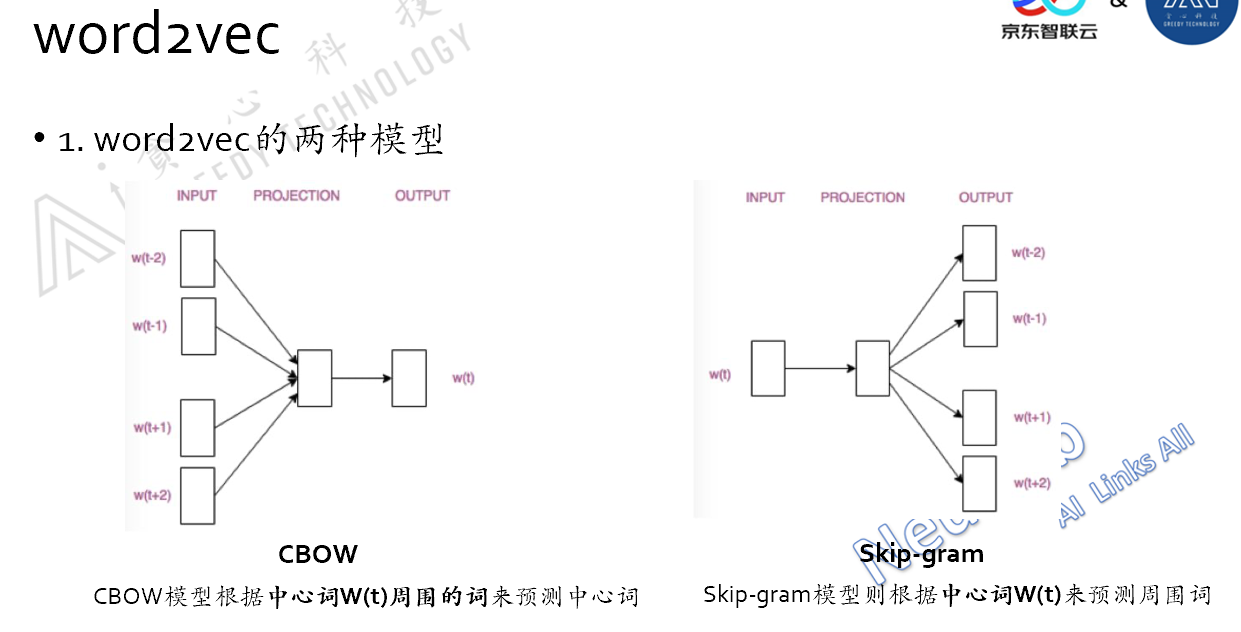 word2vec
京东智联云
&
贪心科技
GREEDY TECHNOLOGY
• 1. word2vec的两种模型
INPUT PROJECTION OUTPUT
w(t-2)
w(t-1)
w(t+1)
w(t+2)
w(t)
CBOW
CBOW模型根据中心词W(t)周围的词来预测中心词
INPUT PROJECTION OUTPUT
w(t)
w(t-2)
w(t-1)
w(t+1)
w(t+2)
AI Links All
Skip-gram
Skip-gram模型则根据中心词W(t)来预测周围词